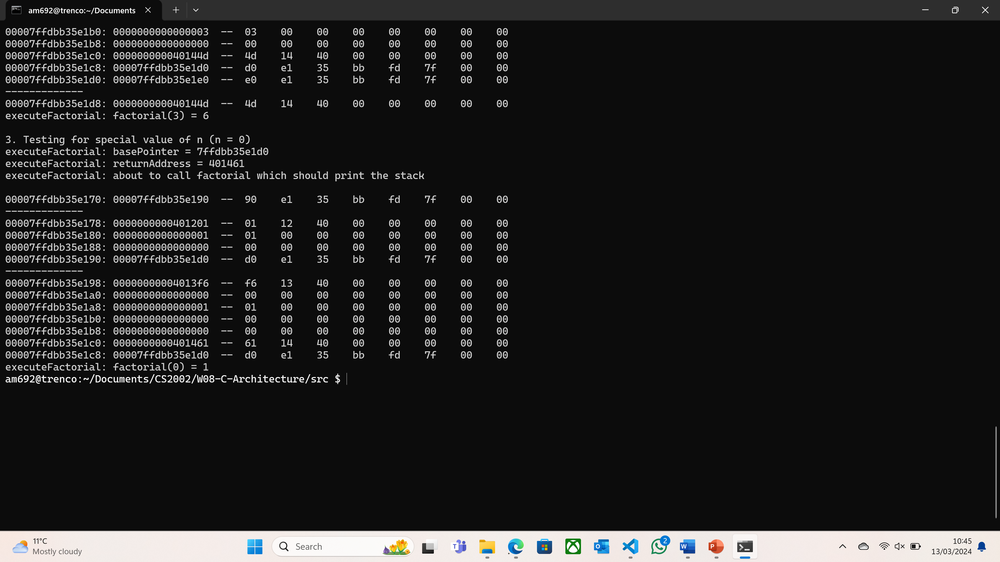 am692@trenco:~/Documents
00007ffdbb35e1b0: 0000000000000003  --  03    00    00    00    00    00    00    00
00007ffdbb35e1b8: 0000000000000000  --  00    00    00    00    00    00    00    00
00007ffdbb35e1c0: 000000000040144d  --  4d    14    40    00    00    00    00    00
00007ffdbb35e1c8: 00007ffdbb35e1d0  --  d0    e1    35    bb    fd    7f    00    00
00007ffdbb35e1d0: 00007ffdbb35e1e0  --  e0    e1    35    bb    fd    7f    00    00
-------------
00007ffdbb35e1d8: 000000000040144d  --  4d    14    40    00    00    00    00    00
executeFactorial: factorial(3) = 6
3. Testing for special value of n (n = 0)
executeFactorial: basePointer = 7ffdbb35e1d0
executeFactorial: returnAddress = 401461
executeFactorial: about to call factorial which should print the stack
00007ffdbb35e170: 00007ffdbb35e190  --  90    e1    35    bb    fd    7f    00    00
-------------
00007ffdbb35e178: 0000000000401201  --  01    12    40    00    00    00    00    00
00007ffdbb35e180: 0000000000000001  --  01    00    00    00    00    00    00    00
00007ffdbb35e188: 0000000000000000  --  00    00    00    00    00    00    00    00
00007ffdbb35e190: 00007ffdbb35e1d0  --  d0    e1    35    bb    fd    7f    00    00
-------------
00007ffdbb35e198: 00000000004013f6  --  f6    13    40    00    00    00    00    00
00007ffdbb35e1a0: 0000000000000000  --  00    00    00    00    00    00    00    00
00007ffdbb35e1a8: 0000000000000001  --  01    00    00    00    00    00    00    00
00007ffdbb35e1b0: 0000000000000000  --  00    00    00    00    00    00    00    00
00007ffdbb35e1b8: 0000000000000000  --  00    00    00    00    00    00    00    00
00007ffdbb35e1c0: 0000000000401461  --  61    14    40    00    00    00    00    00
00007ffdbb35e1c8: 00007ffdbb35e1d0  --  d0    e1    35    bb    fd    7f    00    00
executeFactorial: factorial(0) = 1
am692@trenco:~/Documents/CS2002/W08-C-Architecture/src $
11°C
Mostly cloudy
Search
2
10:45
13/03/2024